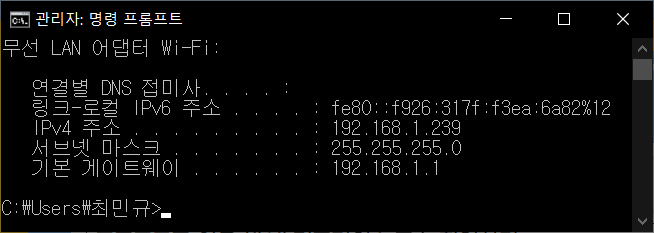 관리자: 명령 프롬프트
무선 LAN 어댑터 Wi-Fi:
연결별 DNS 접미사. . . . :
링크-로컬 IPv6 주소 . . . . : fe80::f926:317f:f3ea:6a82%12
IPv4 주소 . . . . . . . . . : 192.168.1.239
서브넷 마스크 . . . . . . . : 255.255.255.0
기본 게이트웨이 . . . . . . : 192.168.1.1
C:₩Users₩최민규>